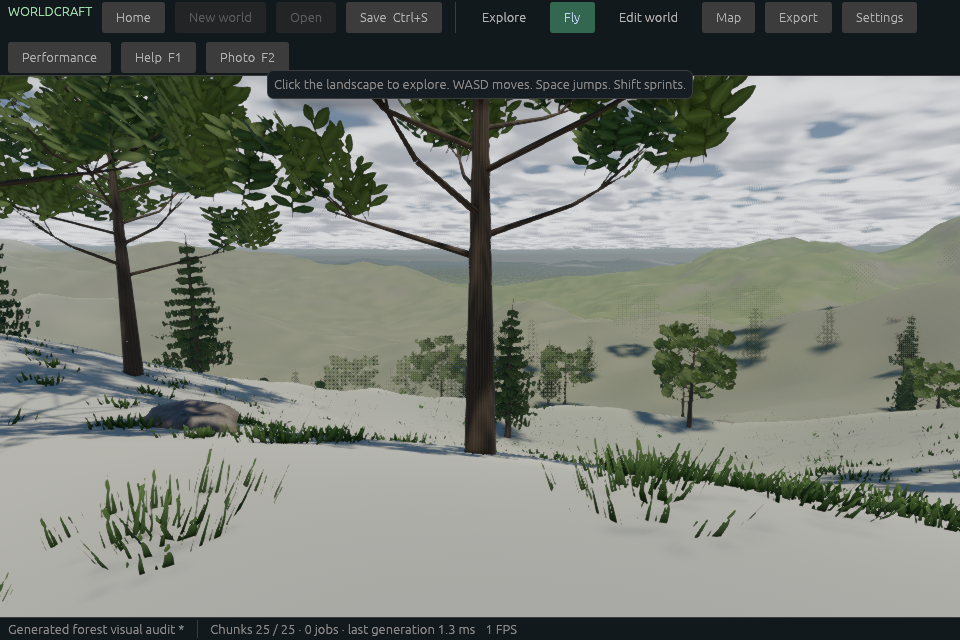 WORLDCRAFT Home New world Open Save Ctrl+S Explore Fly Edit world Map Export Settings
Performance Help F1 Photo F2
Click the landscape to explore. WASD moves. Space jumps. Shift sprints.
Generated forest visual audit * Chunks 25 / 25 · 0 jobs · last generation 1.3 ms 1 FPS